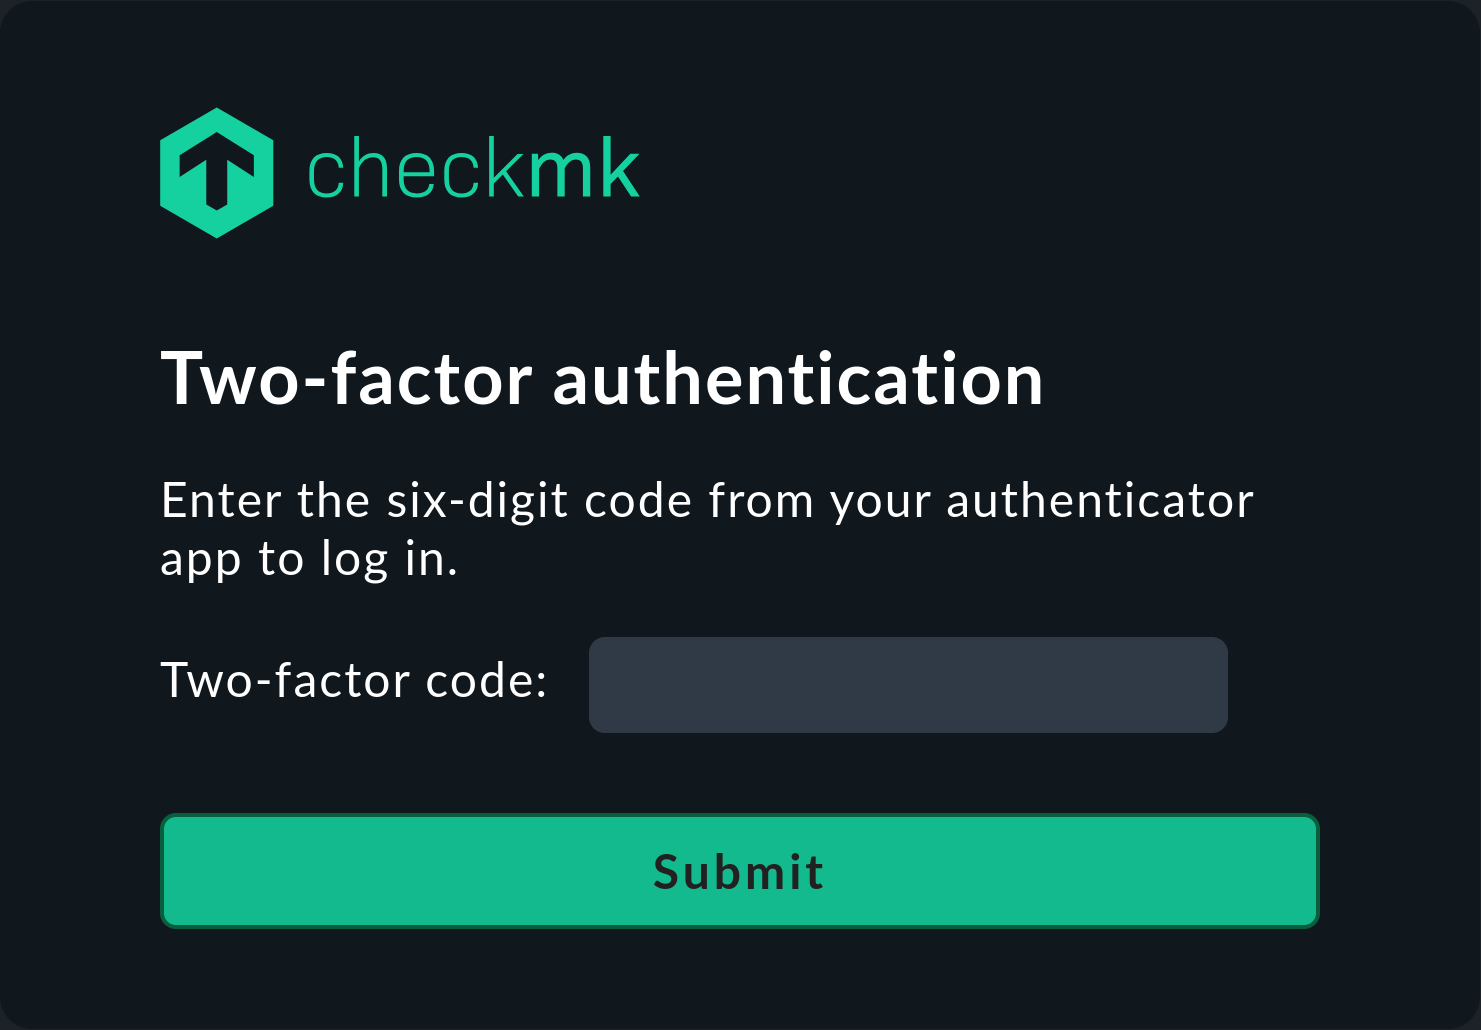 checkmk
Two-factor authentication
Enter the six-digit code from your authenticator
app to log in.
Two-factor code:
Submit